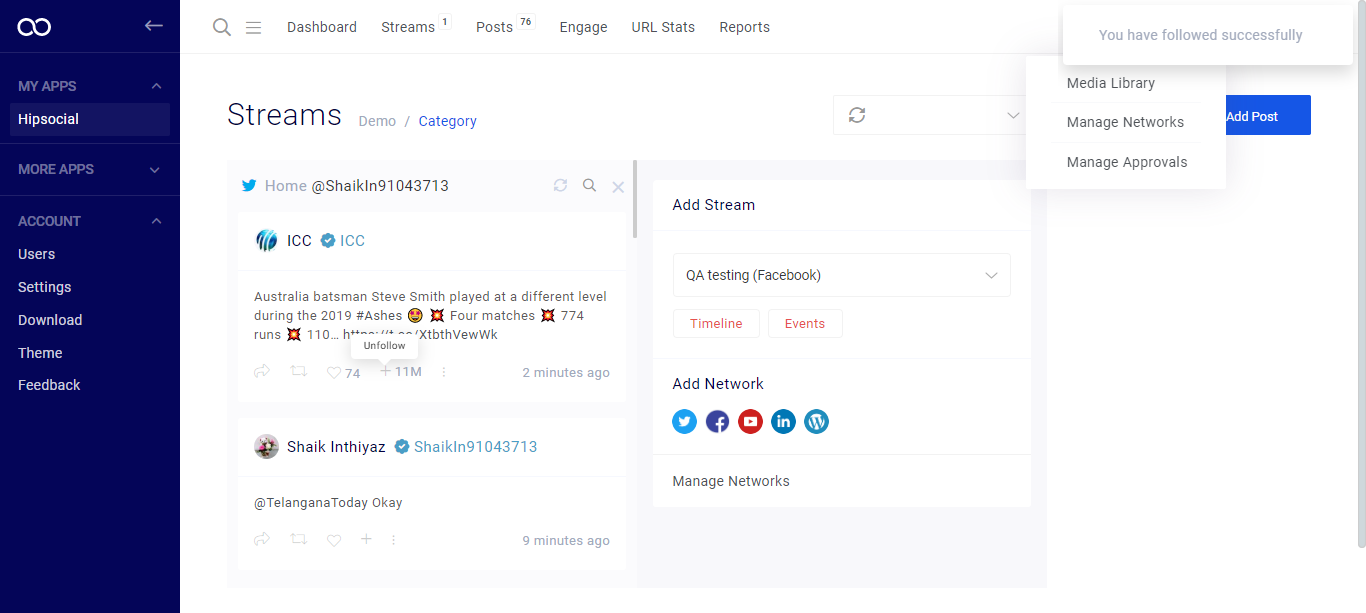 MY APPS
Hipsocial
MORE APPS
ACCOUNT
Users
Settings
Download
Theme
Feedback
Dashboard
Streams 1
Posts 76
Engage
URL Stats
Reports
You have followed successfully
Media Library
Manage Networks
Manage Approvals
Add Post
Streams
Demo / Category
Home @ShaikIn91043713
ICC ICC
Australia batsman Steve Smith played at a different level
during the 2019 #Ashes 🤩 💥 Four matches 💥 774
runs 💥 110… https://t.co/XtbthVewWk
Unfollow
74
11M
2 minutes ago
Shaik Inthiyaz ShaikIn91043713
@TelanganaToday Okay
9 minutes ago
Add Stream
QA testing (Facebook)
Timeline
Events
Add Network
Manage Networks